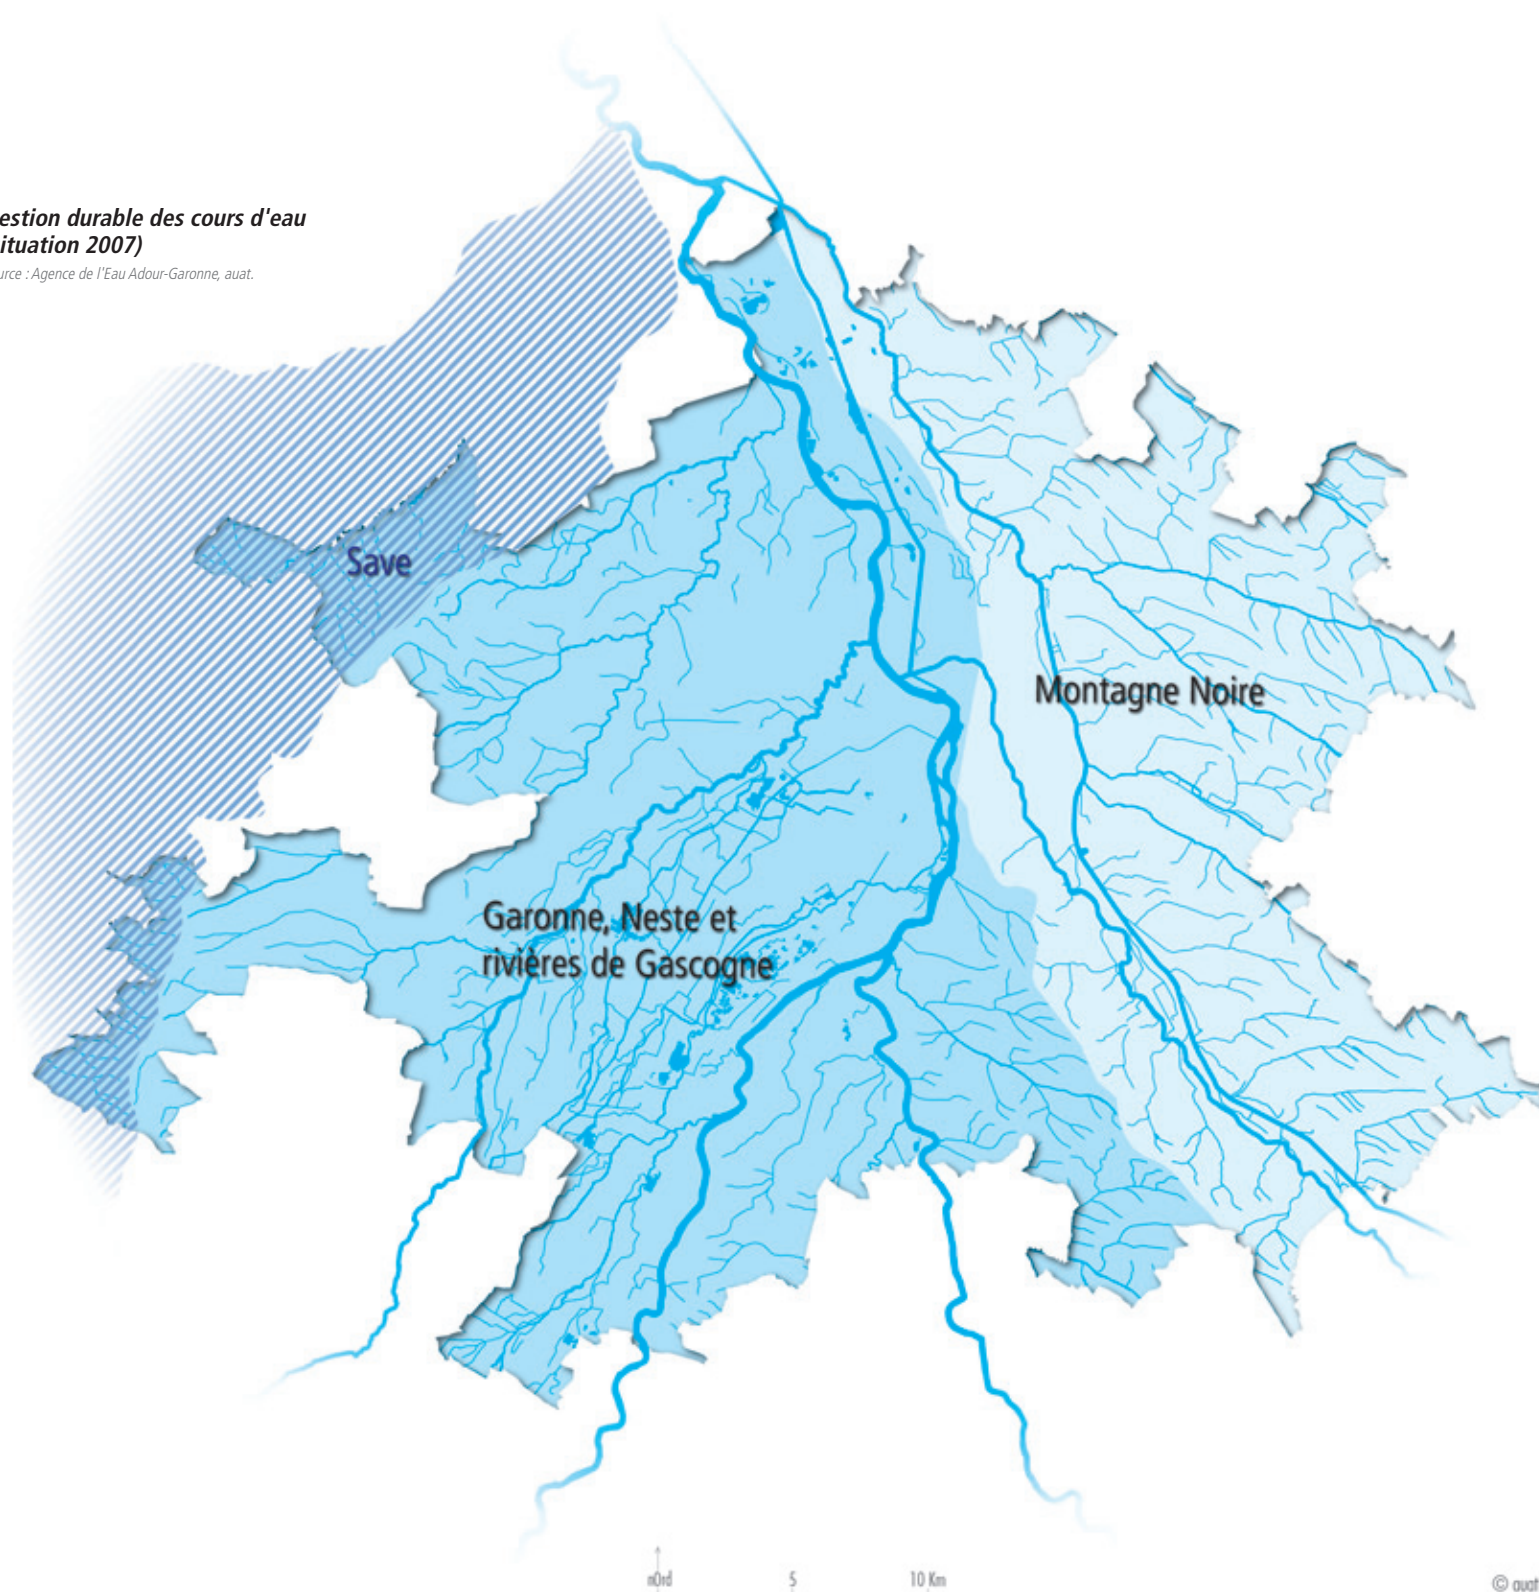 estion durable des cours d'eau
ituation 2007)
urce : Agence de l'Eau Adour-Garonne, auat.
Save
Montagne Noire
Garonne, Neste et
rivières de Gascogne
nOrd 5 10 Km
© auat